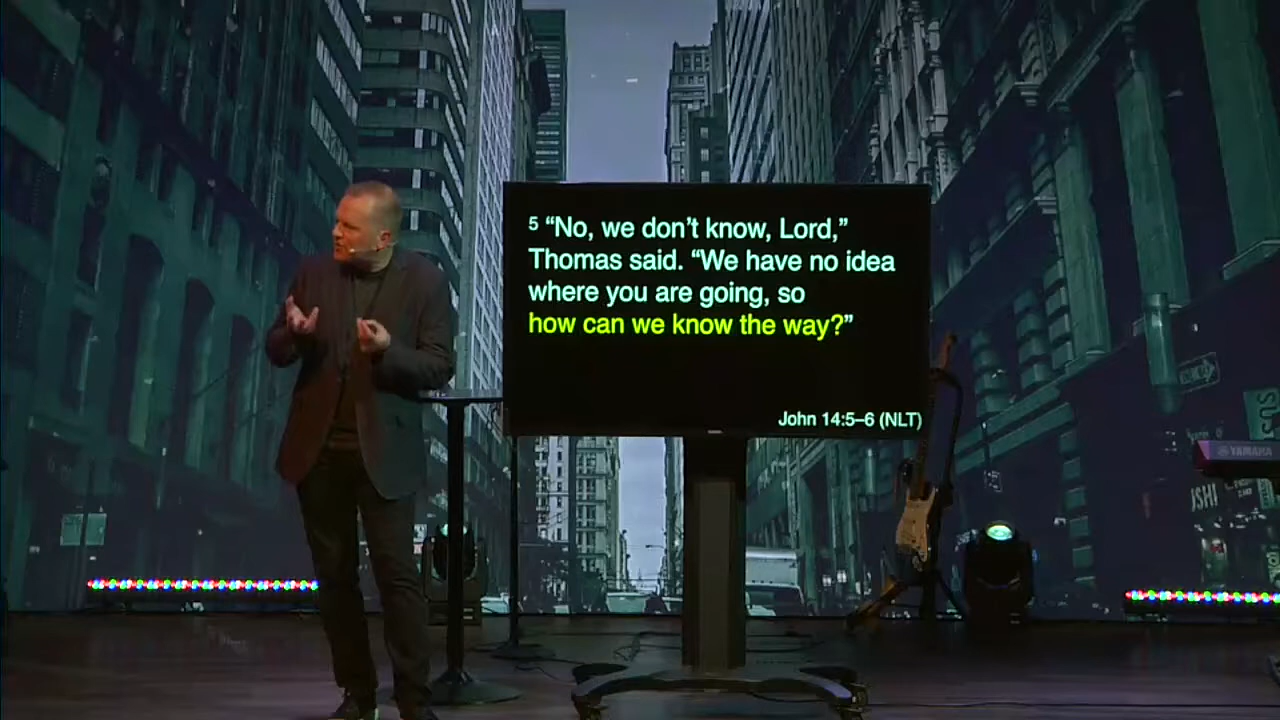 5 “No, we don’t know, Lord,”
Thomas said. “We have no idea
where you are going, so
how can we know the way?”
John 14:5–6 (NLT)
YAMAHA